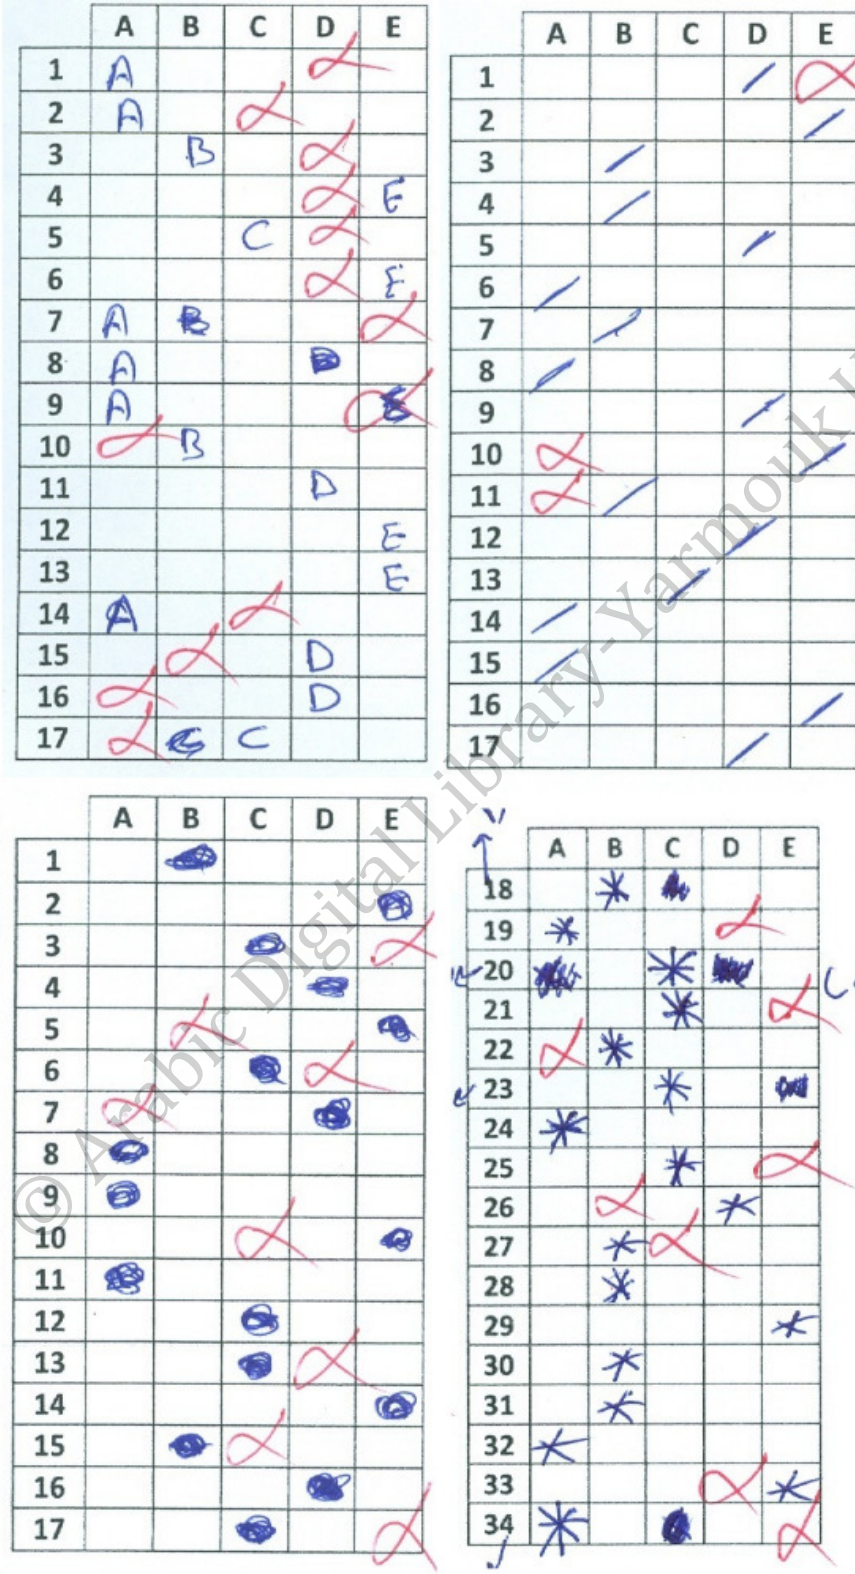 A B C D E
1 A
2 A
3 B
4 E
5 C
6 E
7 A B
8 A D
9 A E
10 B
11 D
12 E
13 E
14 A
15 D
16 D
17 C
A B C D E
1
2
3
4
5
6
7
8
9
10
11
12
13
14
15
16
17
A B C D E
1
2
3
4
5
6
7
8
9
10
11
12
13
14
15
16
17
A B C D E
18
19
20
21
22
23
24
25
26
27
28
29
30
31
32
33
34
© Arabic Digital Library-Yarmouk